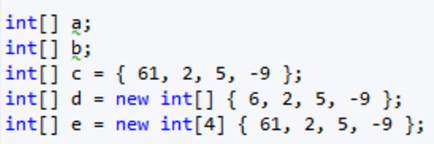 int[] a;
int[] b;
int[] c = { 61, 2, 5, -9 };
int[] d = new int[] { 6, 2, 5, -9 };
int[] e = new int[4] { 61, 2, 5, -9 };